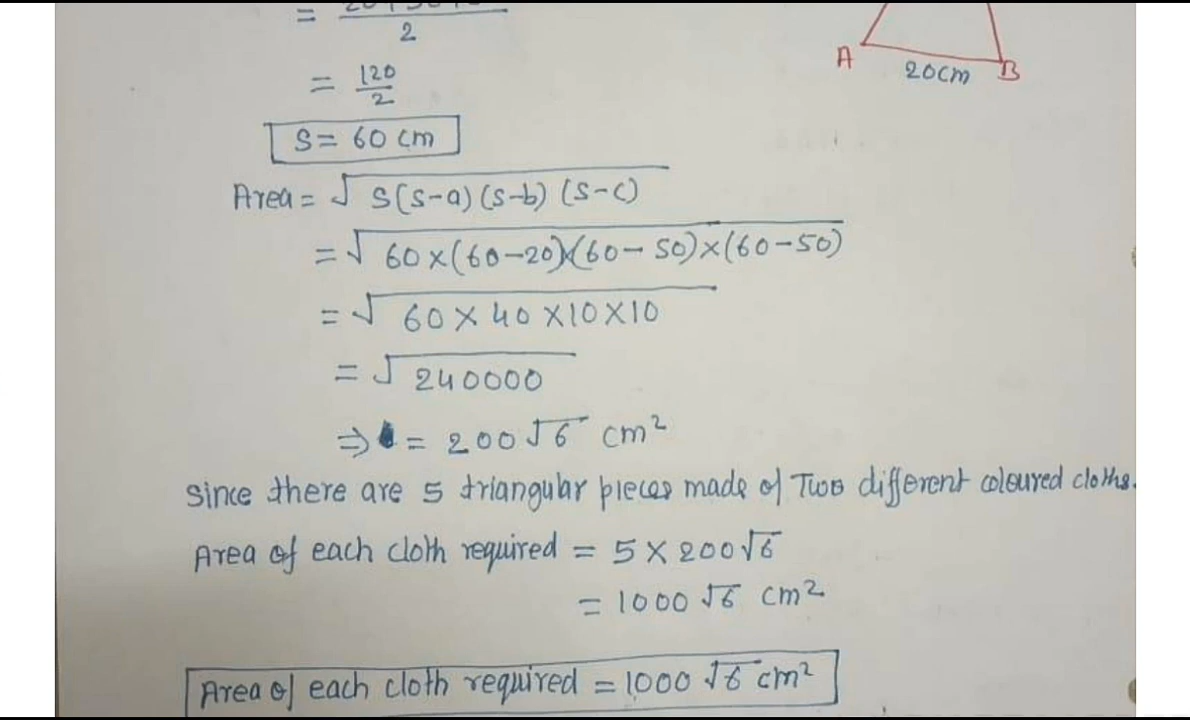 =
2
= 120/2
S = 60 cm
A 20cm B
Area = √S(S-a)(S-b)(S-c)
= √60×(60-20)×(60-50)×(60-50)
= √60×40×10×10
= √240000
⇒ = 200√6 cm²
Since there are 5 triangular pieces made of Two different coloured cloths.
Area of each cloth required = 5×200√6
= 1000√6 cm²
Area of each cloth required = 1000√6 cm²